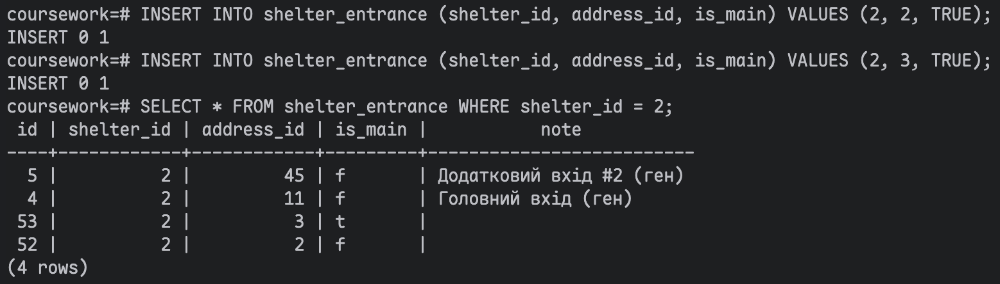 coursework=# INSERT INTO shelter_entrance (shelter_id, address_id, is_main) VALUES (2, 2, TRUE);
INSERT 0 1
coursework=# INSERT INTO shelter_entrance (shelter_id, address_id, is_main) VALUES (2, 3, TRUE);
INSERT 0 1
coursework=# SELECT * FROM shelter_entrance WHERE shelter_id = 2;
 id | shelter_id | address_id | is_main |           note
----+------------+------------+---------+--------------------------
  5 |          2 |         45 | f       | Додатковий вхід #2 (ген)
  4 |          2 |         11 | f       | Головний вхід (ген)
 53 |          2 |          3 | t       |
 52 |          2 |          2 | f       |
(4 rows)